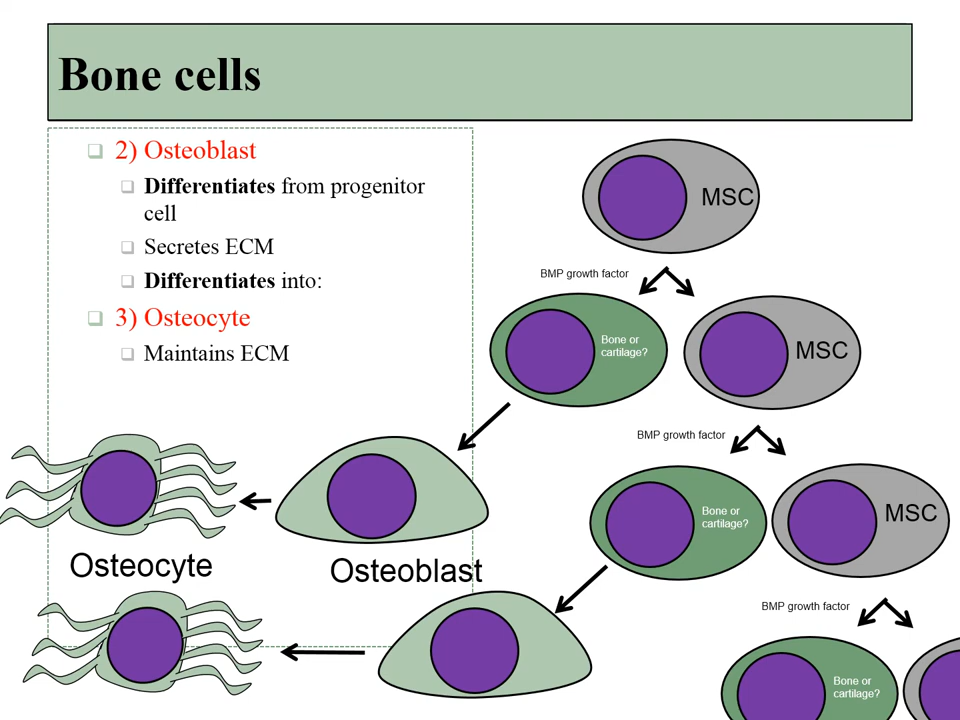 Bone cells
2) Osteoblast
Differentiates from progenitor
cell
Secretes ECM
Differentiates into:
3) Osteocyte
Maintains ECM
MSC
BMP growth factor
Bone or
cartilage?
MSC
BMP growth factor
Bone or
cartilage?
MSC
Osteocyte
Osteoblast
BMP growth factor
Bone or
cartilage?